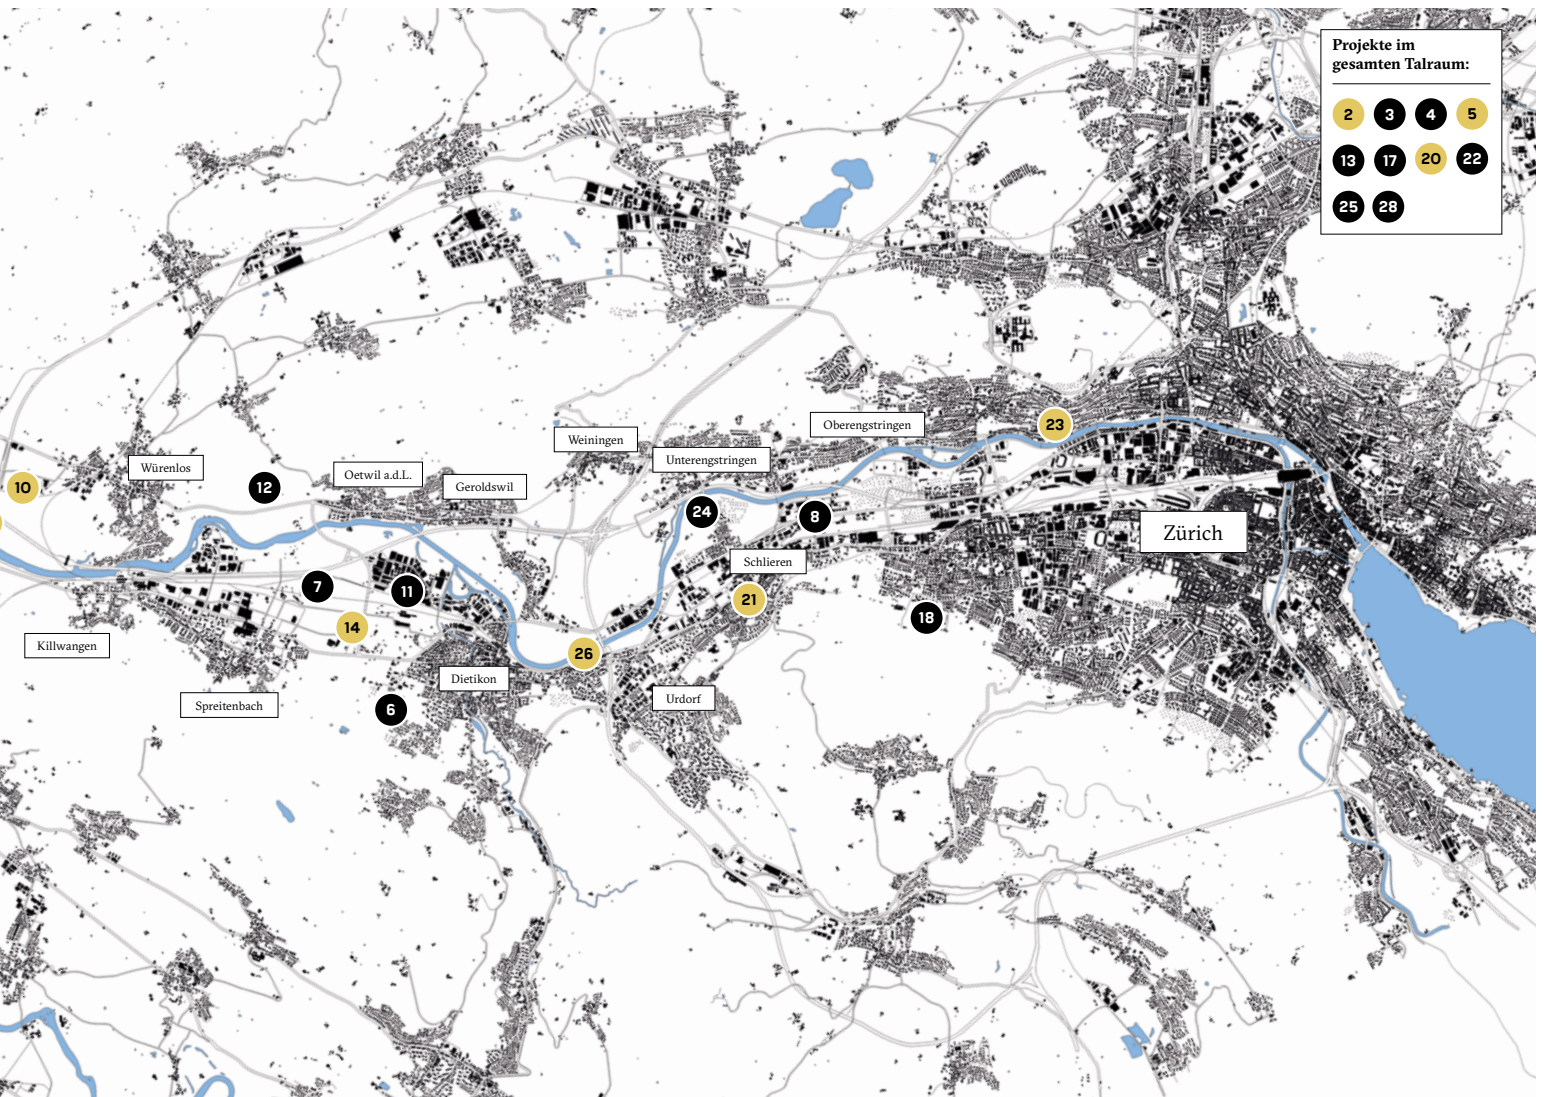 Projekte im
gesamten Talraum:
2 3 4 5
13 17 20 22
25 28
Oberengstringen
23
Weiningen
Unterengstringen
Würenlos
Oetwil a.d.L.
Geroldswil
10
12
24
8
Zürich
Schlieren
7
11
21
18
14
Killwangen
26
Dietikon
Urdorf
Spreitenbach
6